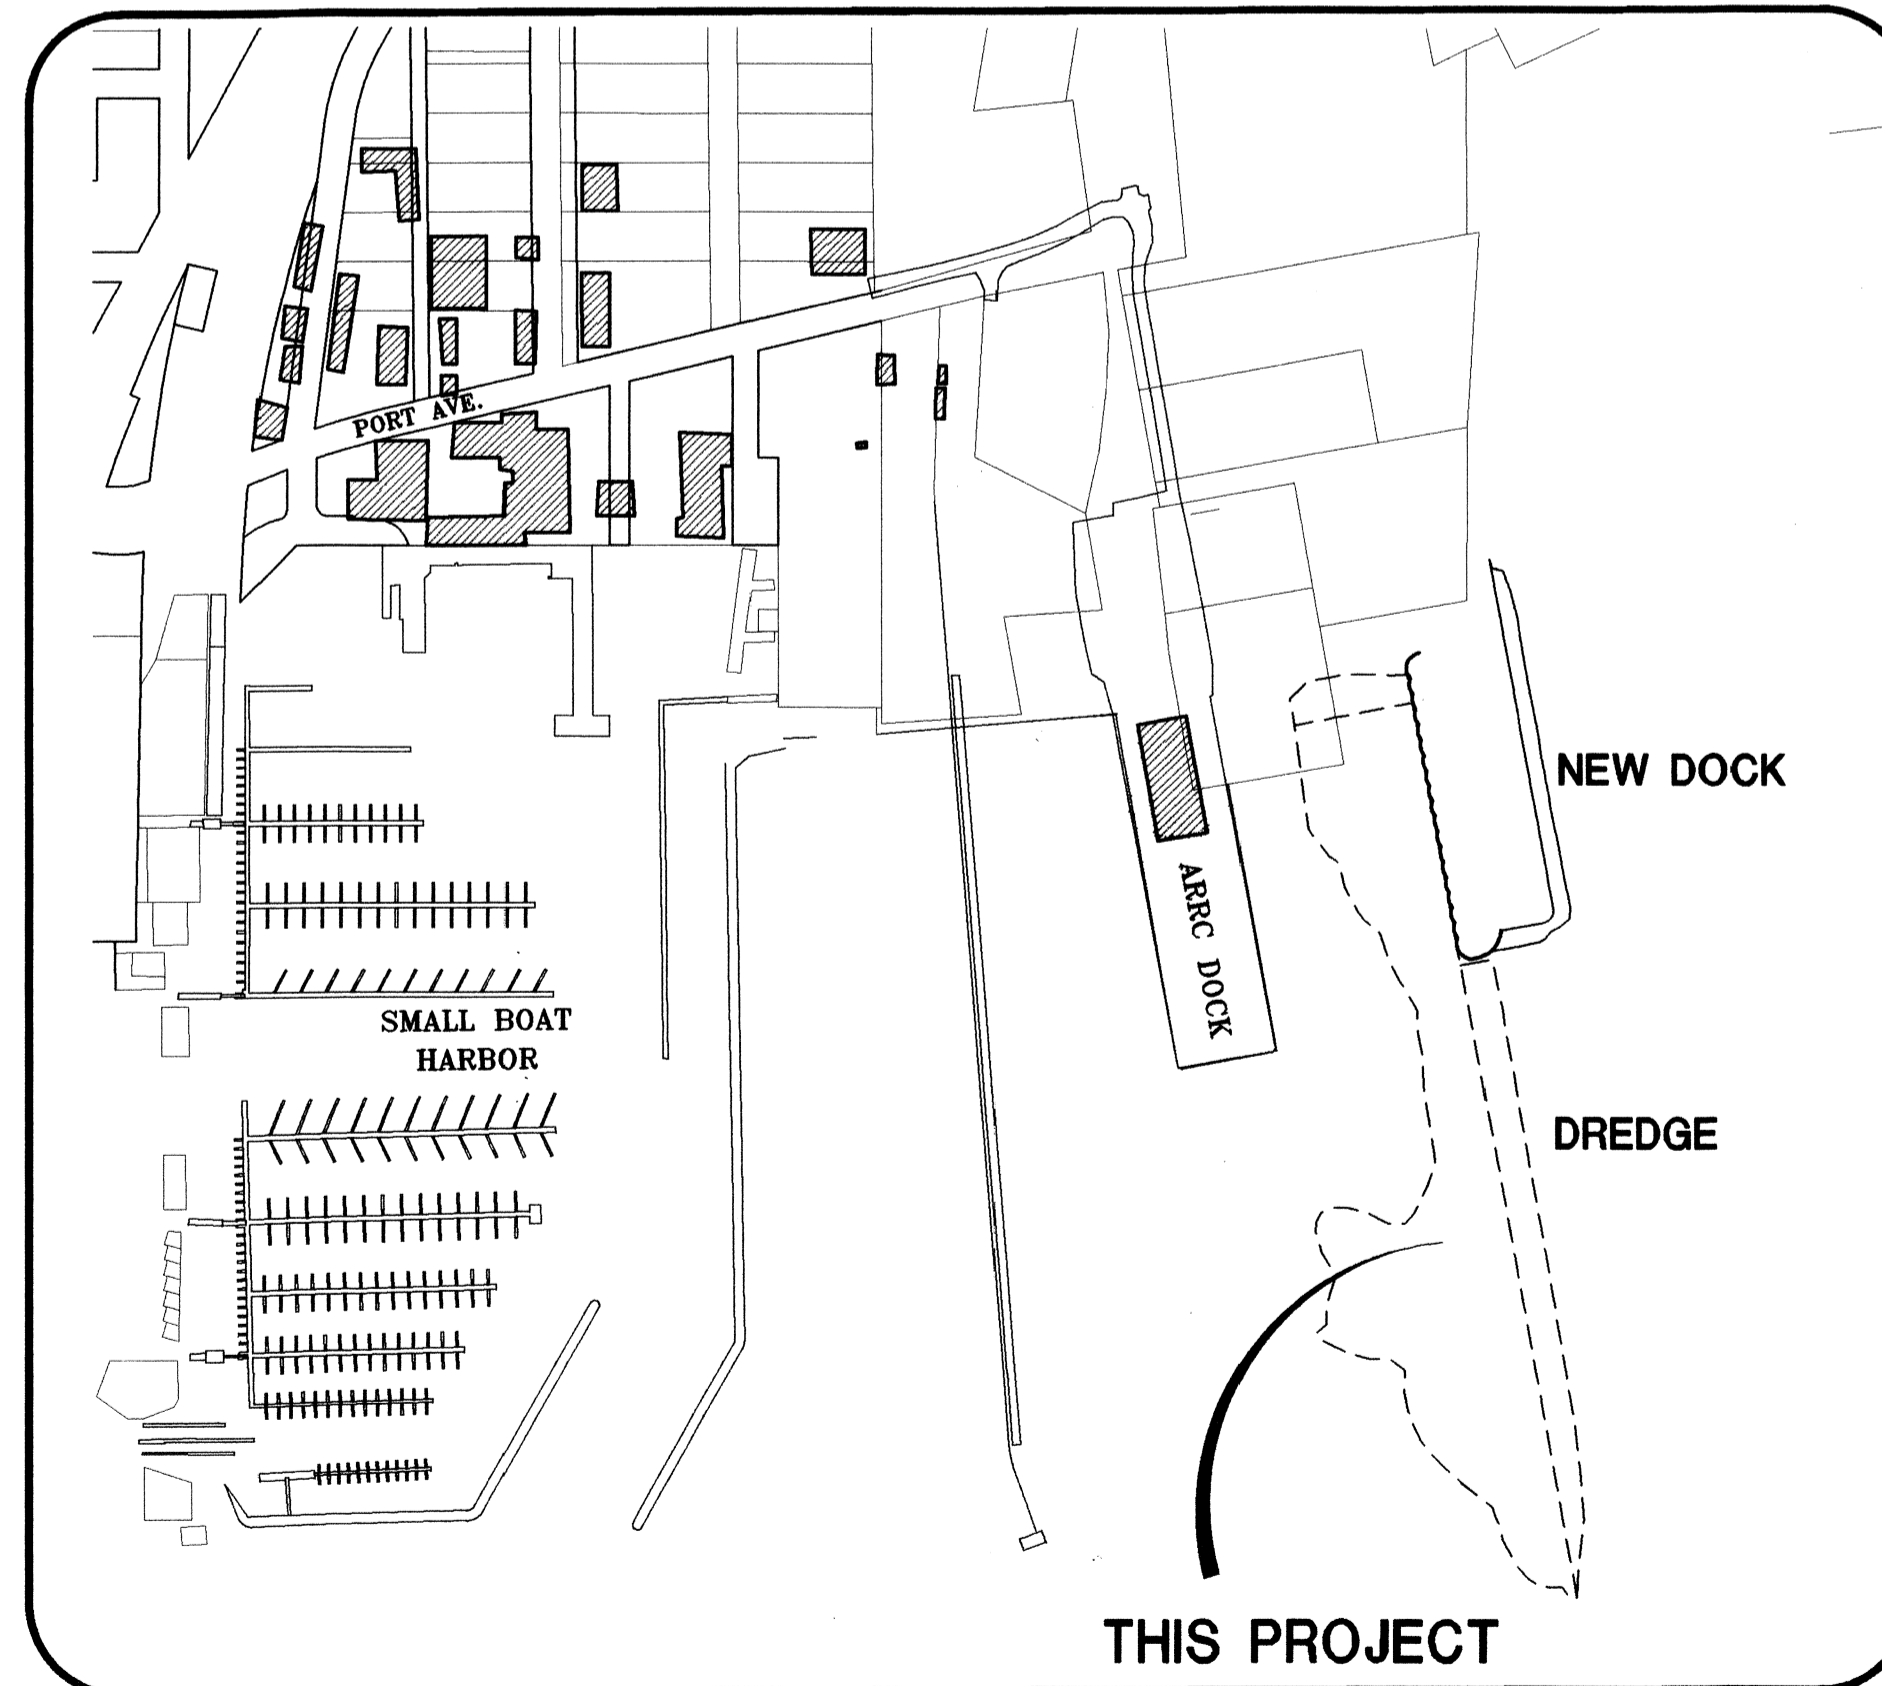 PORT AVE.
NEW DOCK
ARRC DOCK
SMALL BOAT
HARBOR
DREDGE
THIS PROJECT